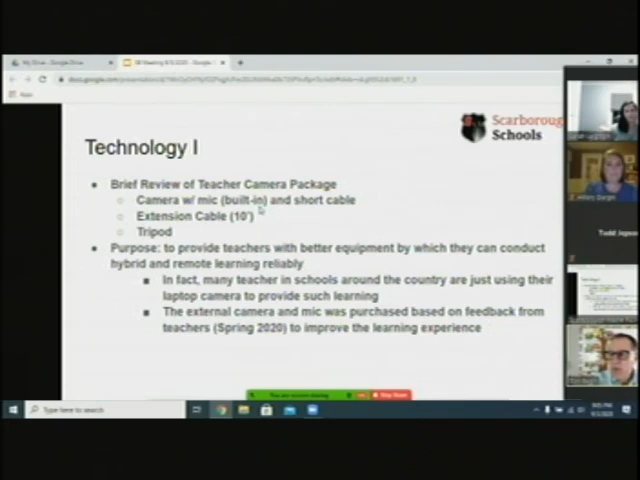 My Drive - Google Drive
Scarborough
Schools
Technology I
Brief Review of Teacher Camera Package
Camera w/ mic (built-in) and short cable
Extension Cable (10')
Tripod
Purpose: to provide teachers with better equipment by which they can conduct
hybrid and remote learning reliably
In fact, many teacher in schools around the country are just using their
laptop camera to provide such learning
The external camera and mic was purchased based on feedback from
teachers (Spring 2020) to improve the learning experience
Type here to search